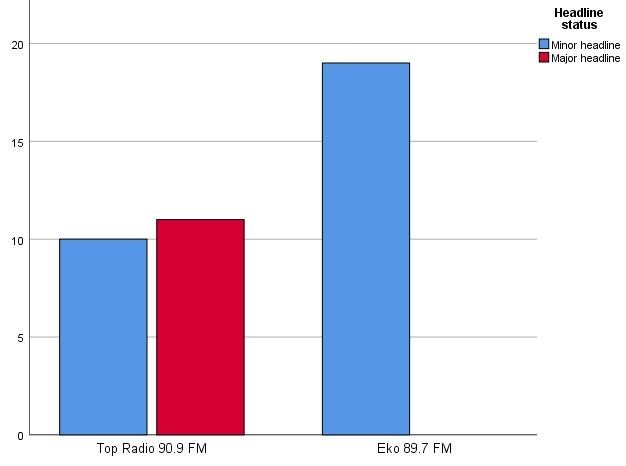 Headline
status
Minor headline
Major headline
20
15
10
5
0
Top Radio 90.9 FM
Eko 89.7 FM